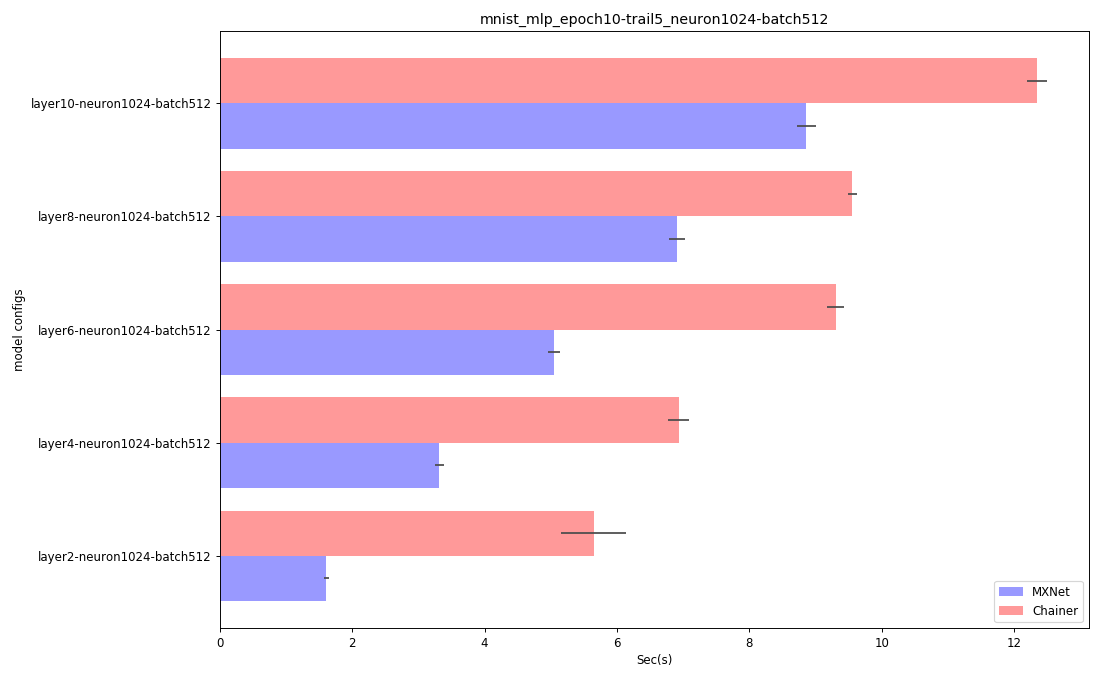 mnist_mlp_epoch10-trail5_neuron1024-batch512
model configs
layer10-neuron1024-batch512
layer8-neuron1024-batch512
layer6-neuron1024-batch512
layer4-neuron1024-batch512
layer2-neuron1024-batch512
MXNet
Chainer
0 2 4 6 8 10 12
Sec(s)